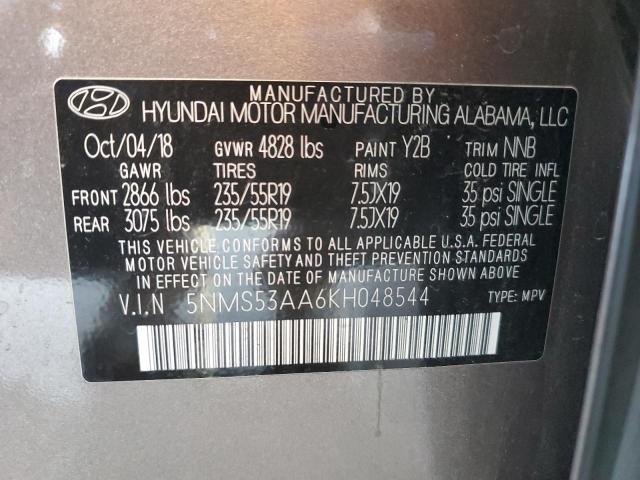 MANUFACTURED BY
HYUNDAI MOTOR MANUFACTURING ALABAMA, LLC
Oct/04/18 GVWR 4828 lbs PAINT Y2B TRIM NNB
GAWR TIRES RIMS COLD TIRE INFL
FRONT 2866 lbs 235/55R19 7.5JX19 35 psi SINGLE
REAR 3075 lbs 235/55R19 7.5JX19 35 psi SINGLE
THIS VEHICLE CONFORMS TO ALL APPLICABLE U.S.A. FEDERAL
MOTOR VEHICLE SAFETY AND THEFT PREVENTION STANDARDS
IN EFFECT ON THE DATE OF MANUFACTURE SHOWN ABOVE.
V.I.N 5NMS53AA6KH048544 TYPE: MPV